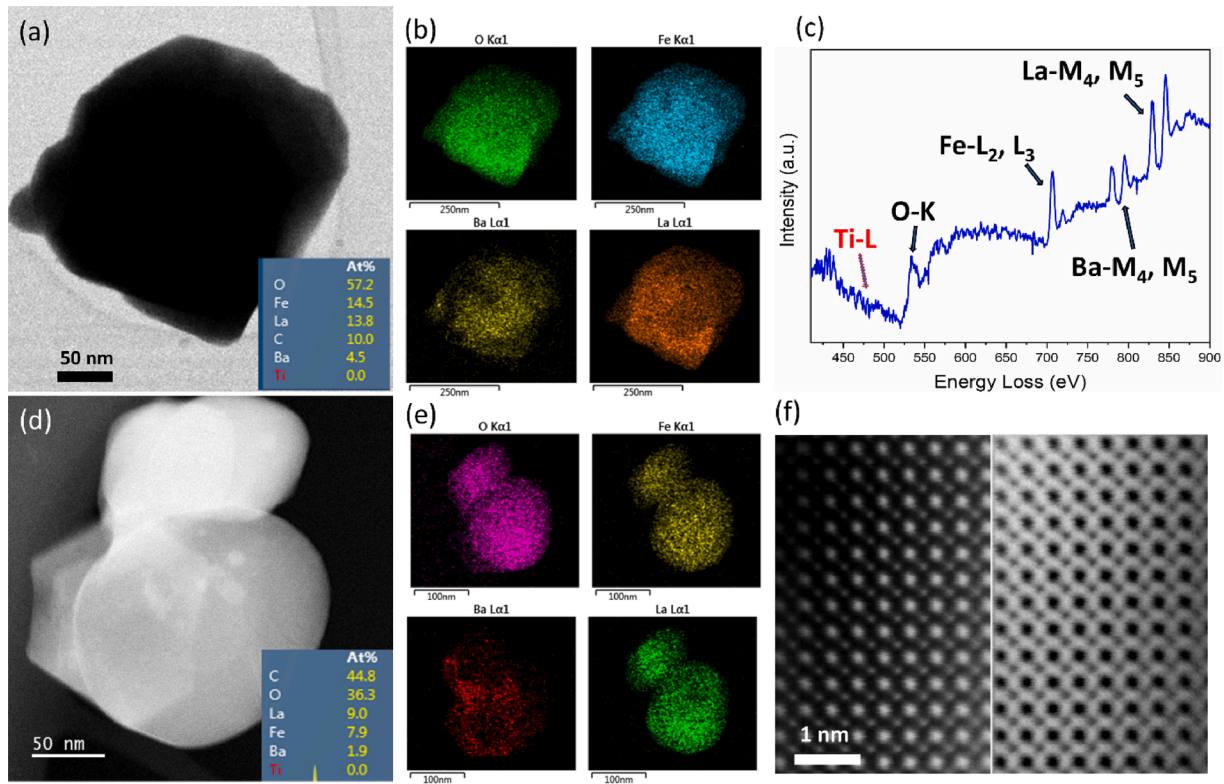 (a)
At%
O 57.2
Fe 14.5
La 13.8
C 10.0
Ba 4.5
Ti 0.0
50 nm
(b)
O Kα1
Fe Kα1
250nm
250nm
Ba Lα1
La Lα1
250nm
250nm
(c)
La-M₄, M₅
Fe-L₂, L₃
O-K
Ti-L
Ba-M₄, M₅
Intensity (a.u.)
450 500 550 600 650 700 750 800 850 900
Energy Loss (eV)
(d)
At%
C 44.8
O 36.3
La 9.0
Fe 7.9
Ba 1.9
Ti 0.0
50 nm
(e)
O Kα1
Fe Kα1
100nm
100nm
Ba Lα1
La Lα1
100nm
100nm
(f)
1 nm